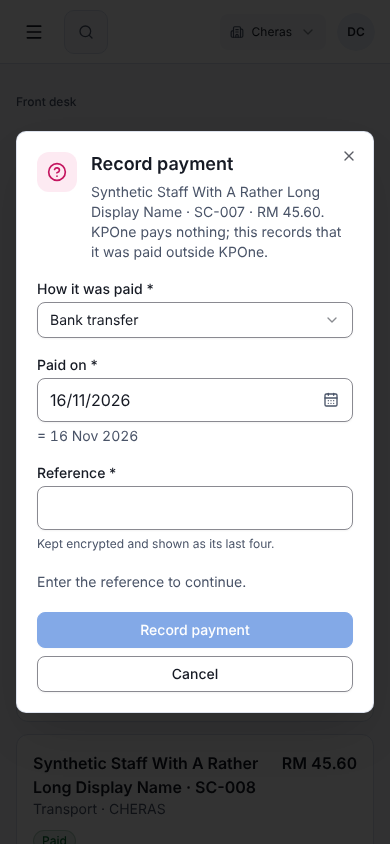 Cheras
DC
Front desk
Record payment
Synthetic Staff With A Rather Long
Display Name · SC-007 · RM 45.60.
KPOne pays nothing; this records that
it was paid outside KPOne.
How it was paid *
Bank transfer
Paid on *
16/11/2026
= 16 Nov 2026
Reference *
Kept encrypted and shown as its last four.
Enter the reference to continue.
Record payment
Cancel
Synthetic Staff With A Rather RM 45.60
Long Display Name · SC-008
Transport · CHERAS
Paid